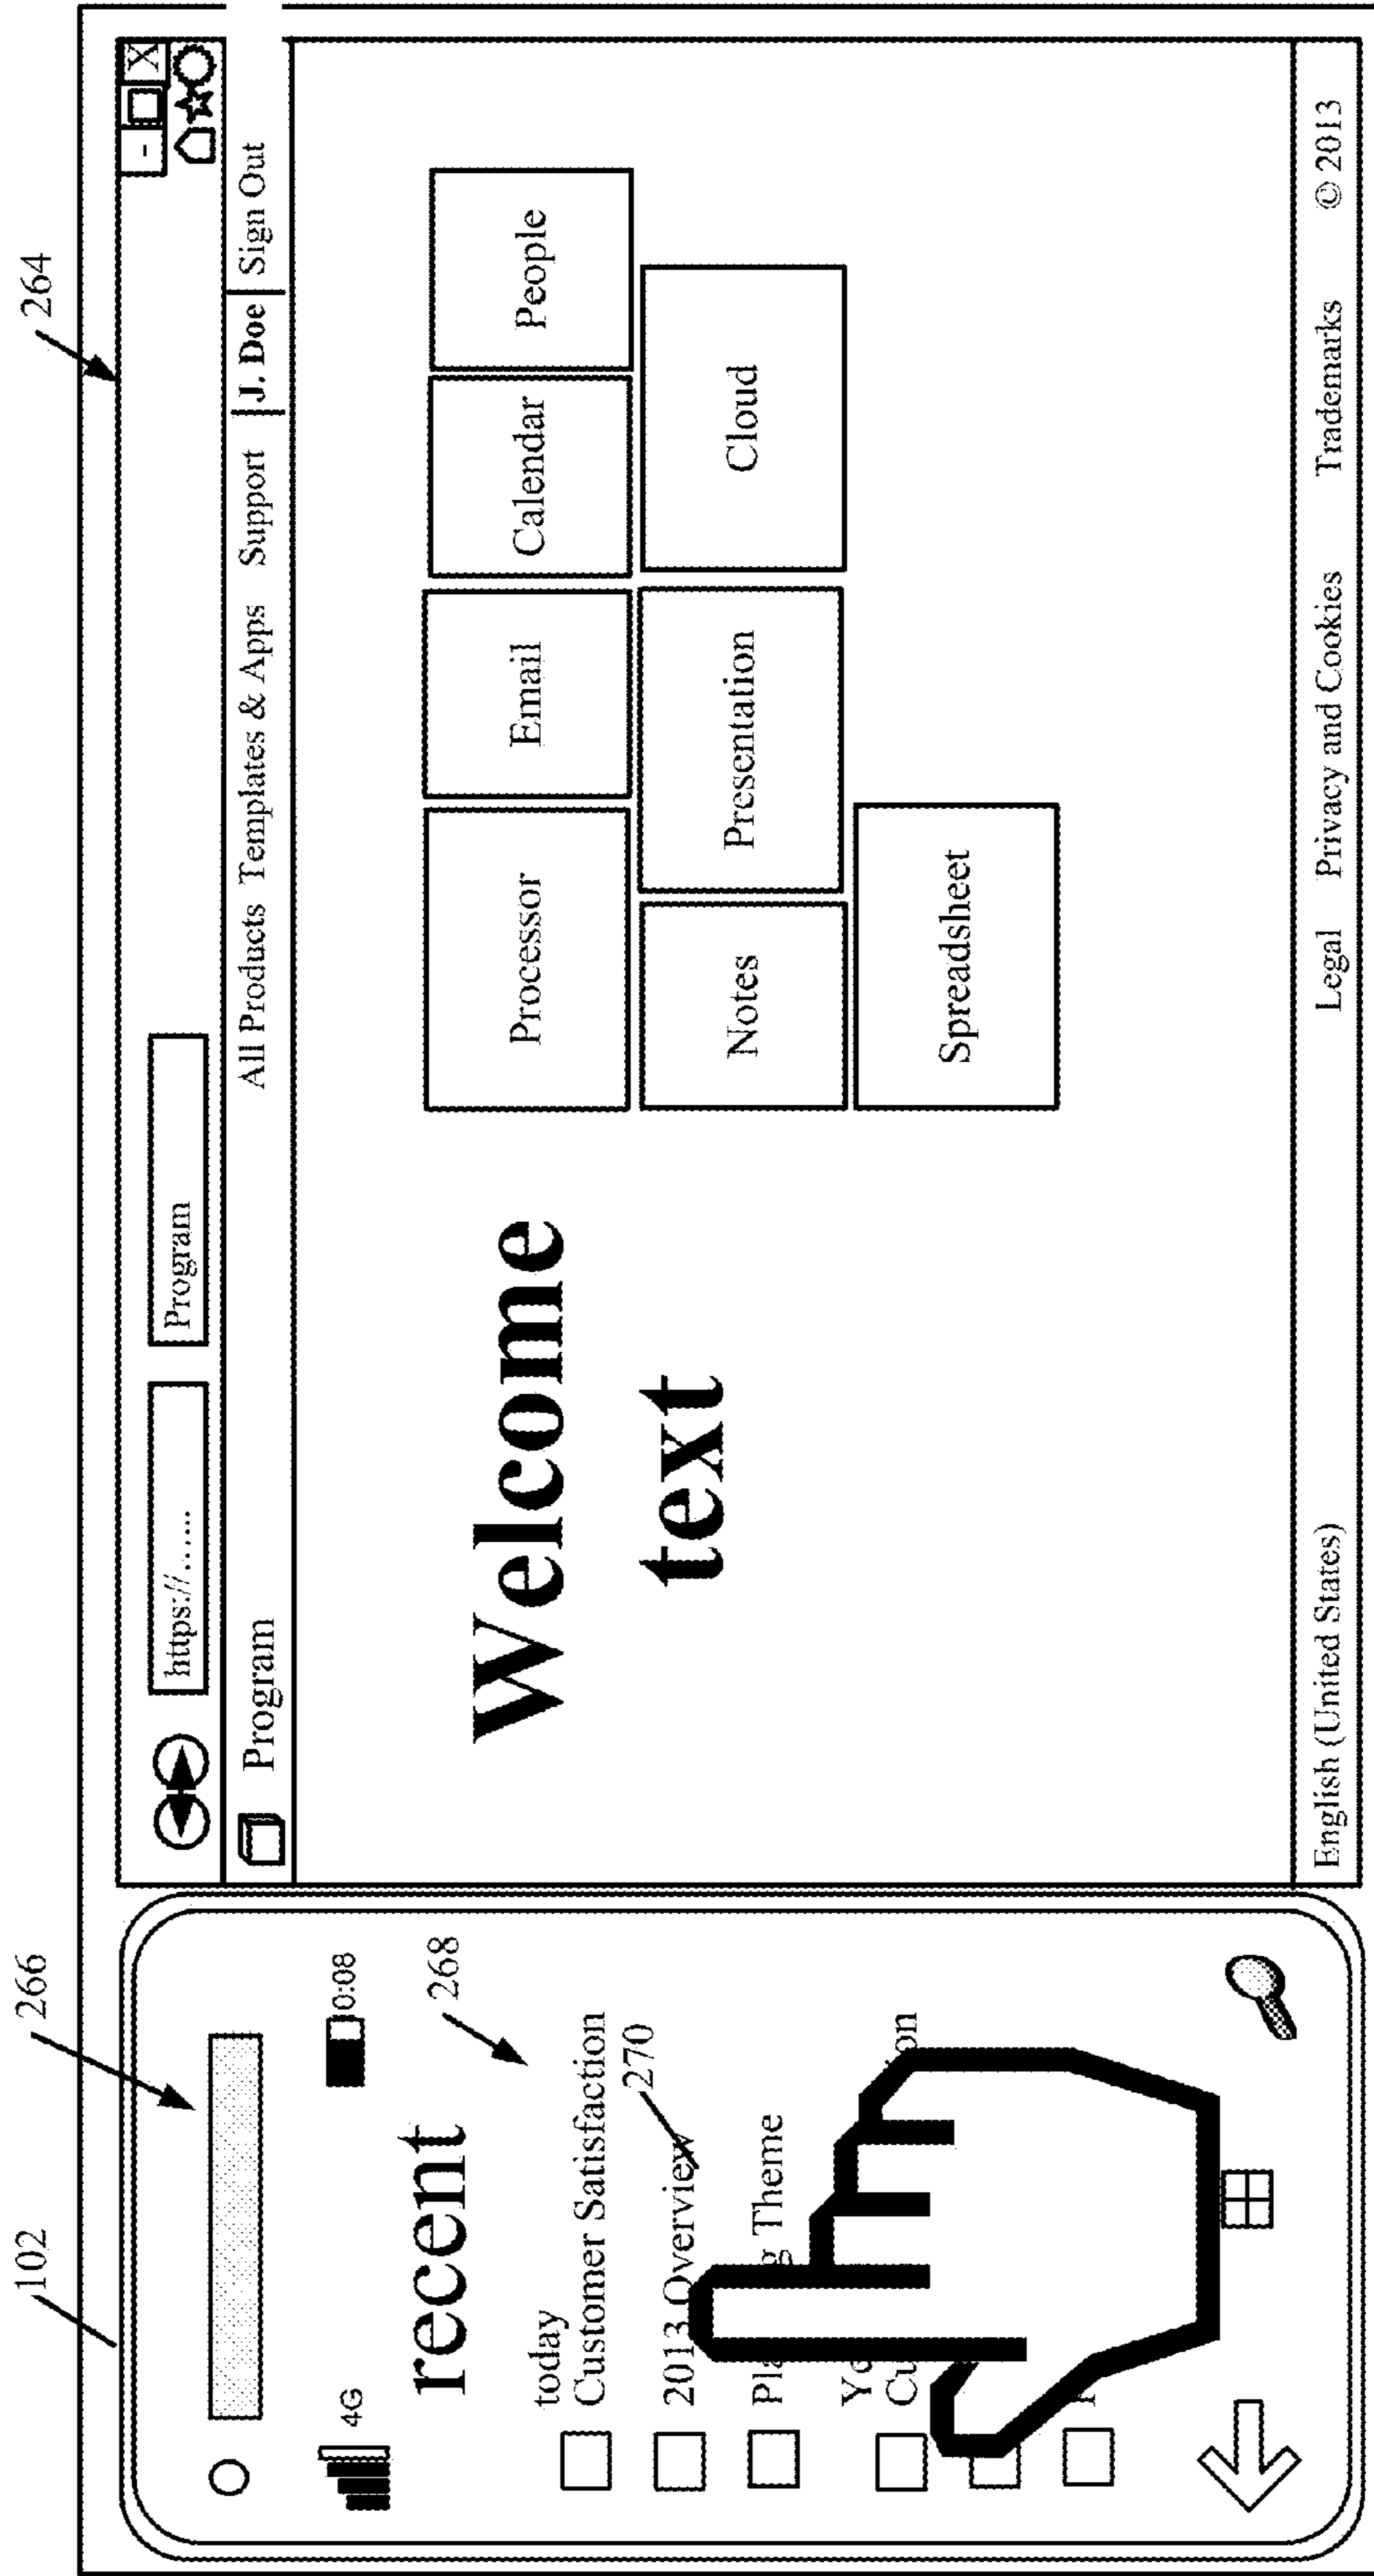 102
266
264
https://......
Program
- X
Program
All Products Templates & Apps Support J. Doe Sign Out
4G
0:08
recent
268
today
Customer Satisfaction
2013 Overview
270
Theme
Welcome
text
Processor Email Calendar People
Notes Presentation Cloud
Spreadsheet
English (United States) Legal Privacy and Cookies Trademarks © 2013